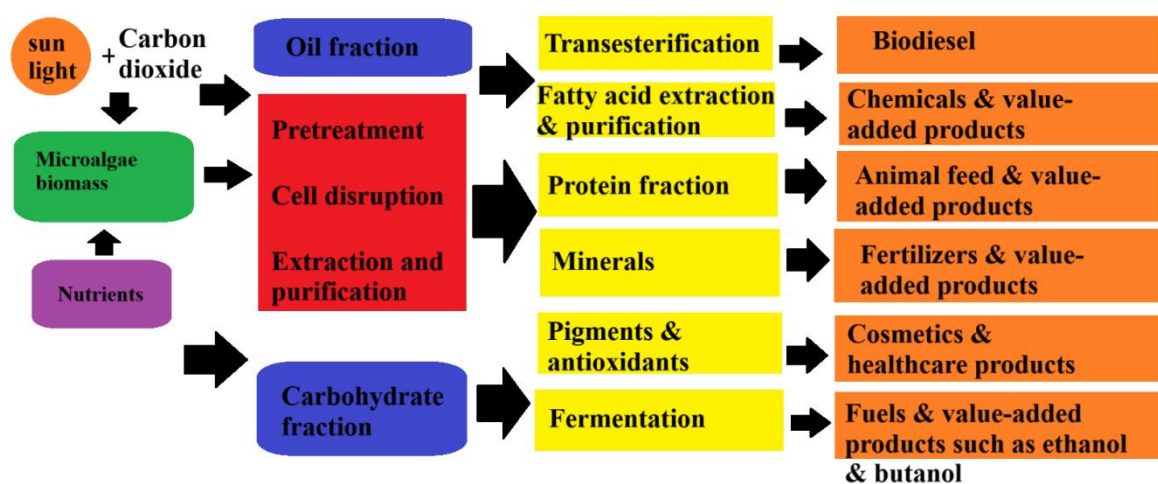 sun
light
+ Carbon
dioxide
Microalgae
biomass
Nutrients
Oil fraction
Pretreatment
Cell disruption
Extraction and
purification
Carbohydrate
fraction
Transesterification
Fatty acid extraction
& purification
Protein fraction
Minerals
Pigments &
antioxidants
Fermentation
Biodiesel
Chemicals & value-
added products
Animal feed & value-
added products
Fertilizers & value-
added products
Cosmetics &
healthcare products
Fuels & value-added
products such as ethanol
& butanol